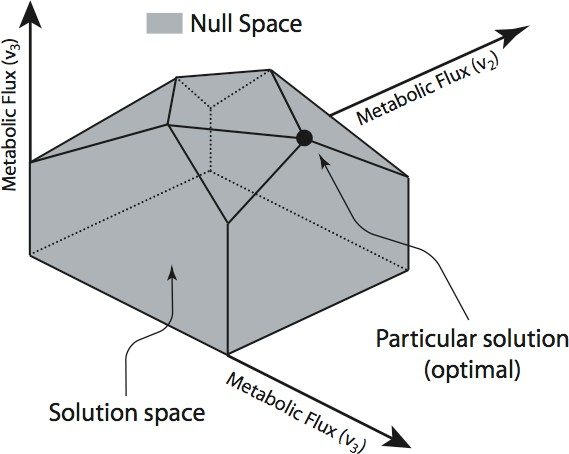 Null Space
Metabolic Flux (v3)
Metabolic Flux (v2)
Particular solution
(optimal)
Solution space
Metabolic Flux (v3)